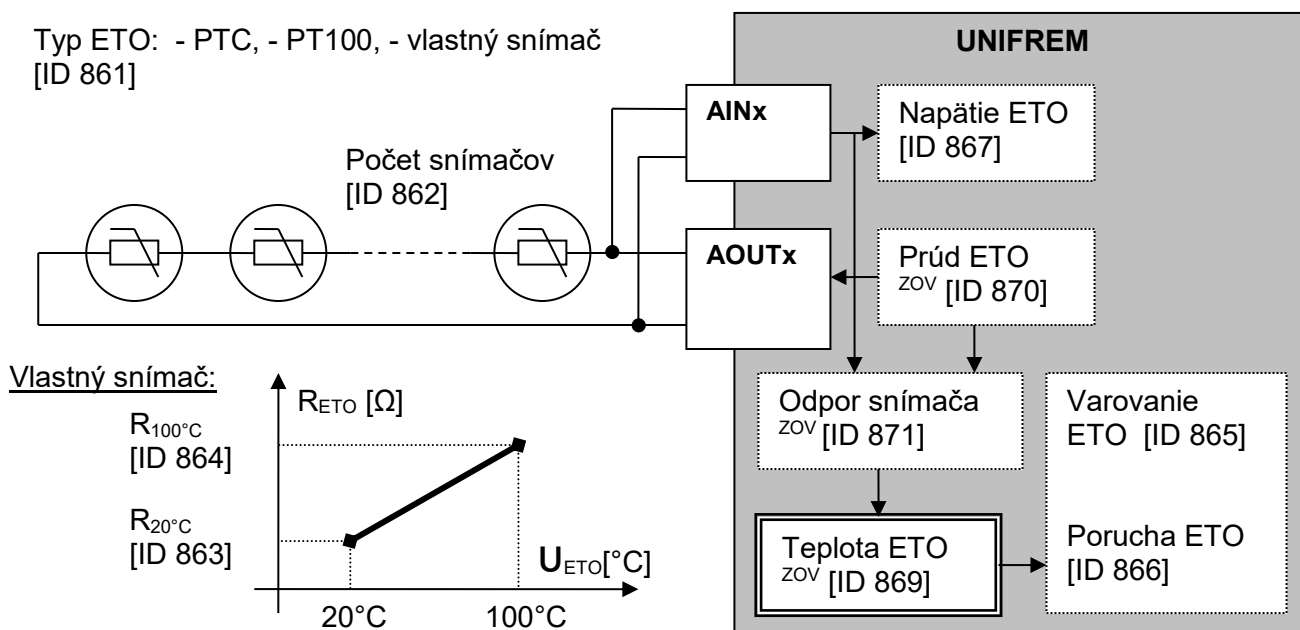 Typ ETO: - PTC, - PT100, - vlastný snímač
[ID 861]
UNIFREM
AINx
Napätie ETO
[ID 867]
Počet snímačov
[ID 862]
AOUTx
Prúd ETO
ZOV [ID 870]
Vlastný snímač:
RETO [Ω]
R100°C
[ID 864]
R20°C
[ID 863]
UETO[°C]
20°C
100°C
Odpor snímača
ZOV [ID 871]
Varovanie
ETO [ID 865]
Teplota ETO
ZOV [ID 869]
Porucha ETO
[ID 866]